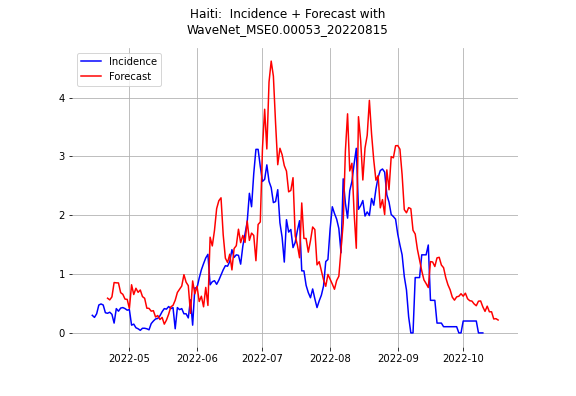 Haiti:  Incidence + Forecast with
WaveNet_MSE0.00053_20220815
Incidence
Forecast
4
3
2
1
0
2022-05
2022-06
2022-07
2022-08
2022-09
2022-10